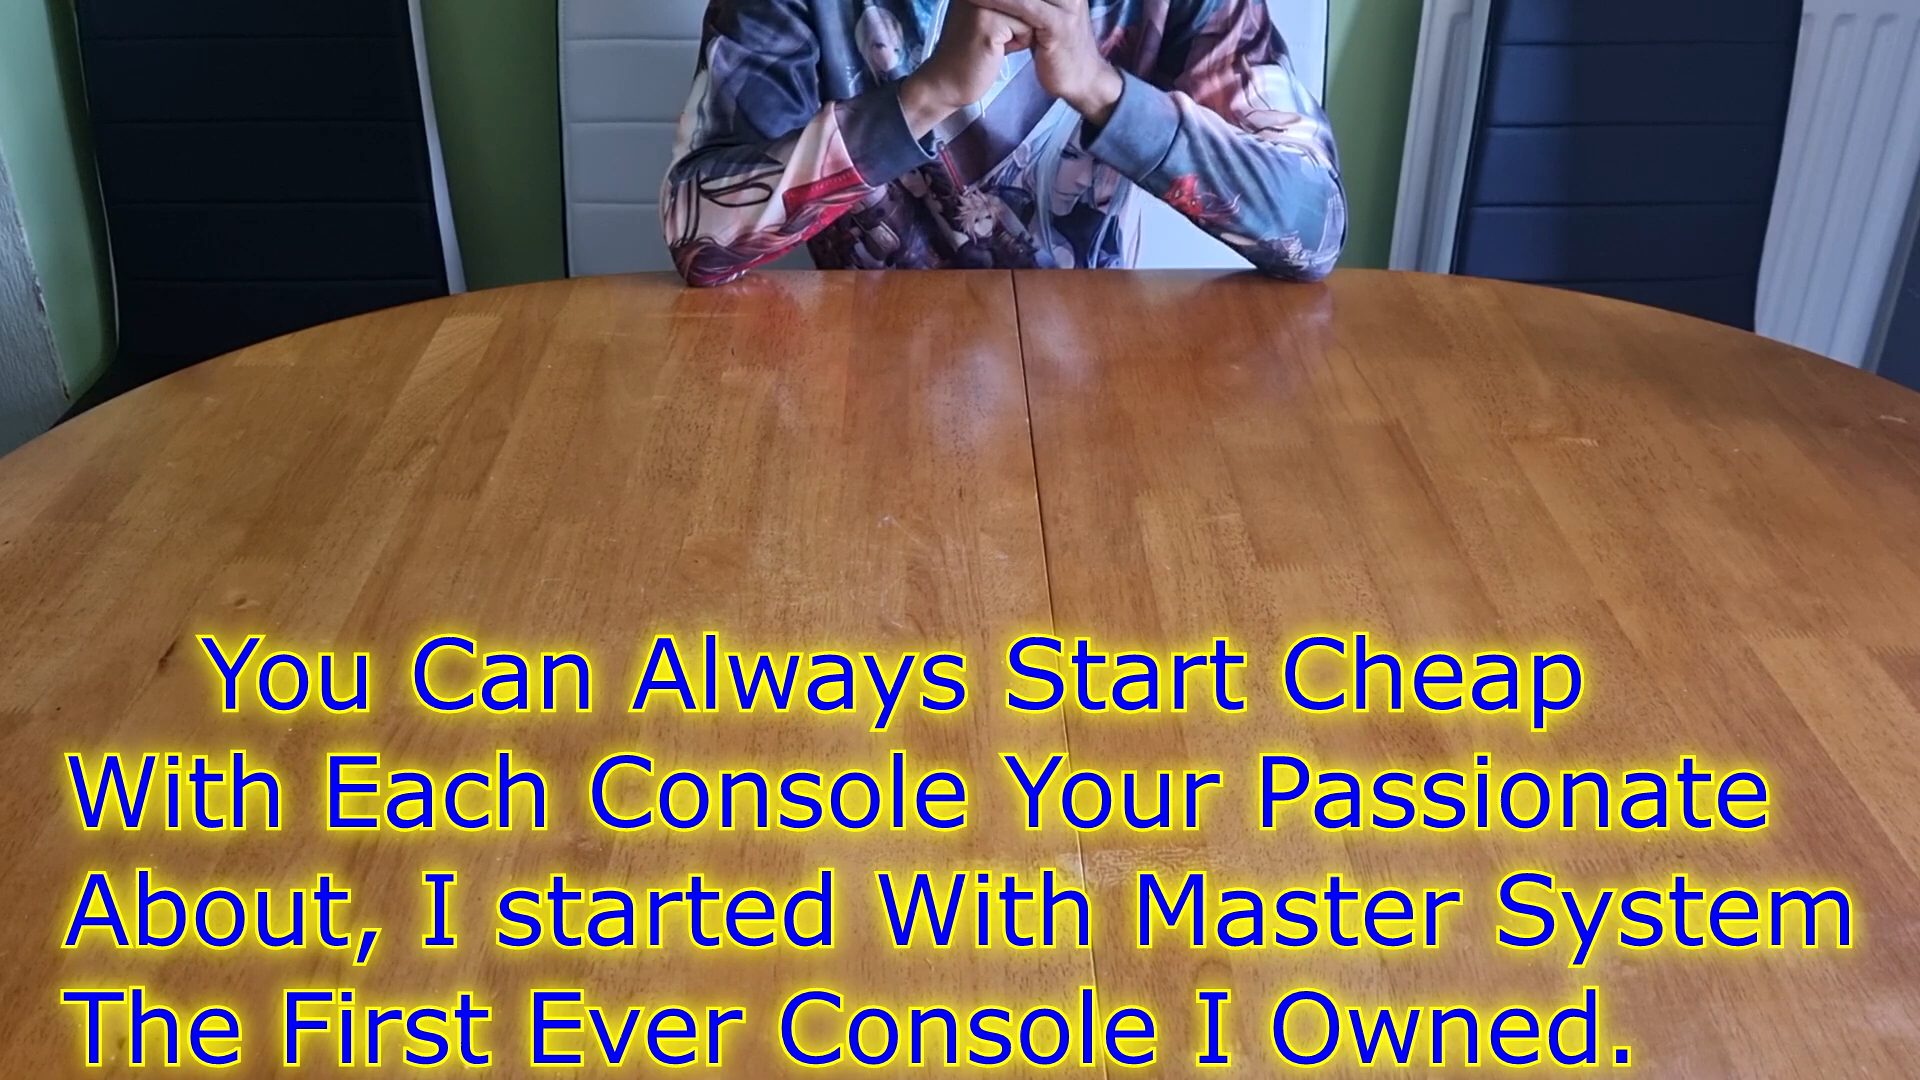 You Can Always Start Cheap
With Each Console Your Passionate
About, I started With Master System
The First Ever Console I Owned.